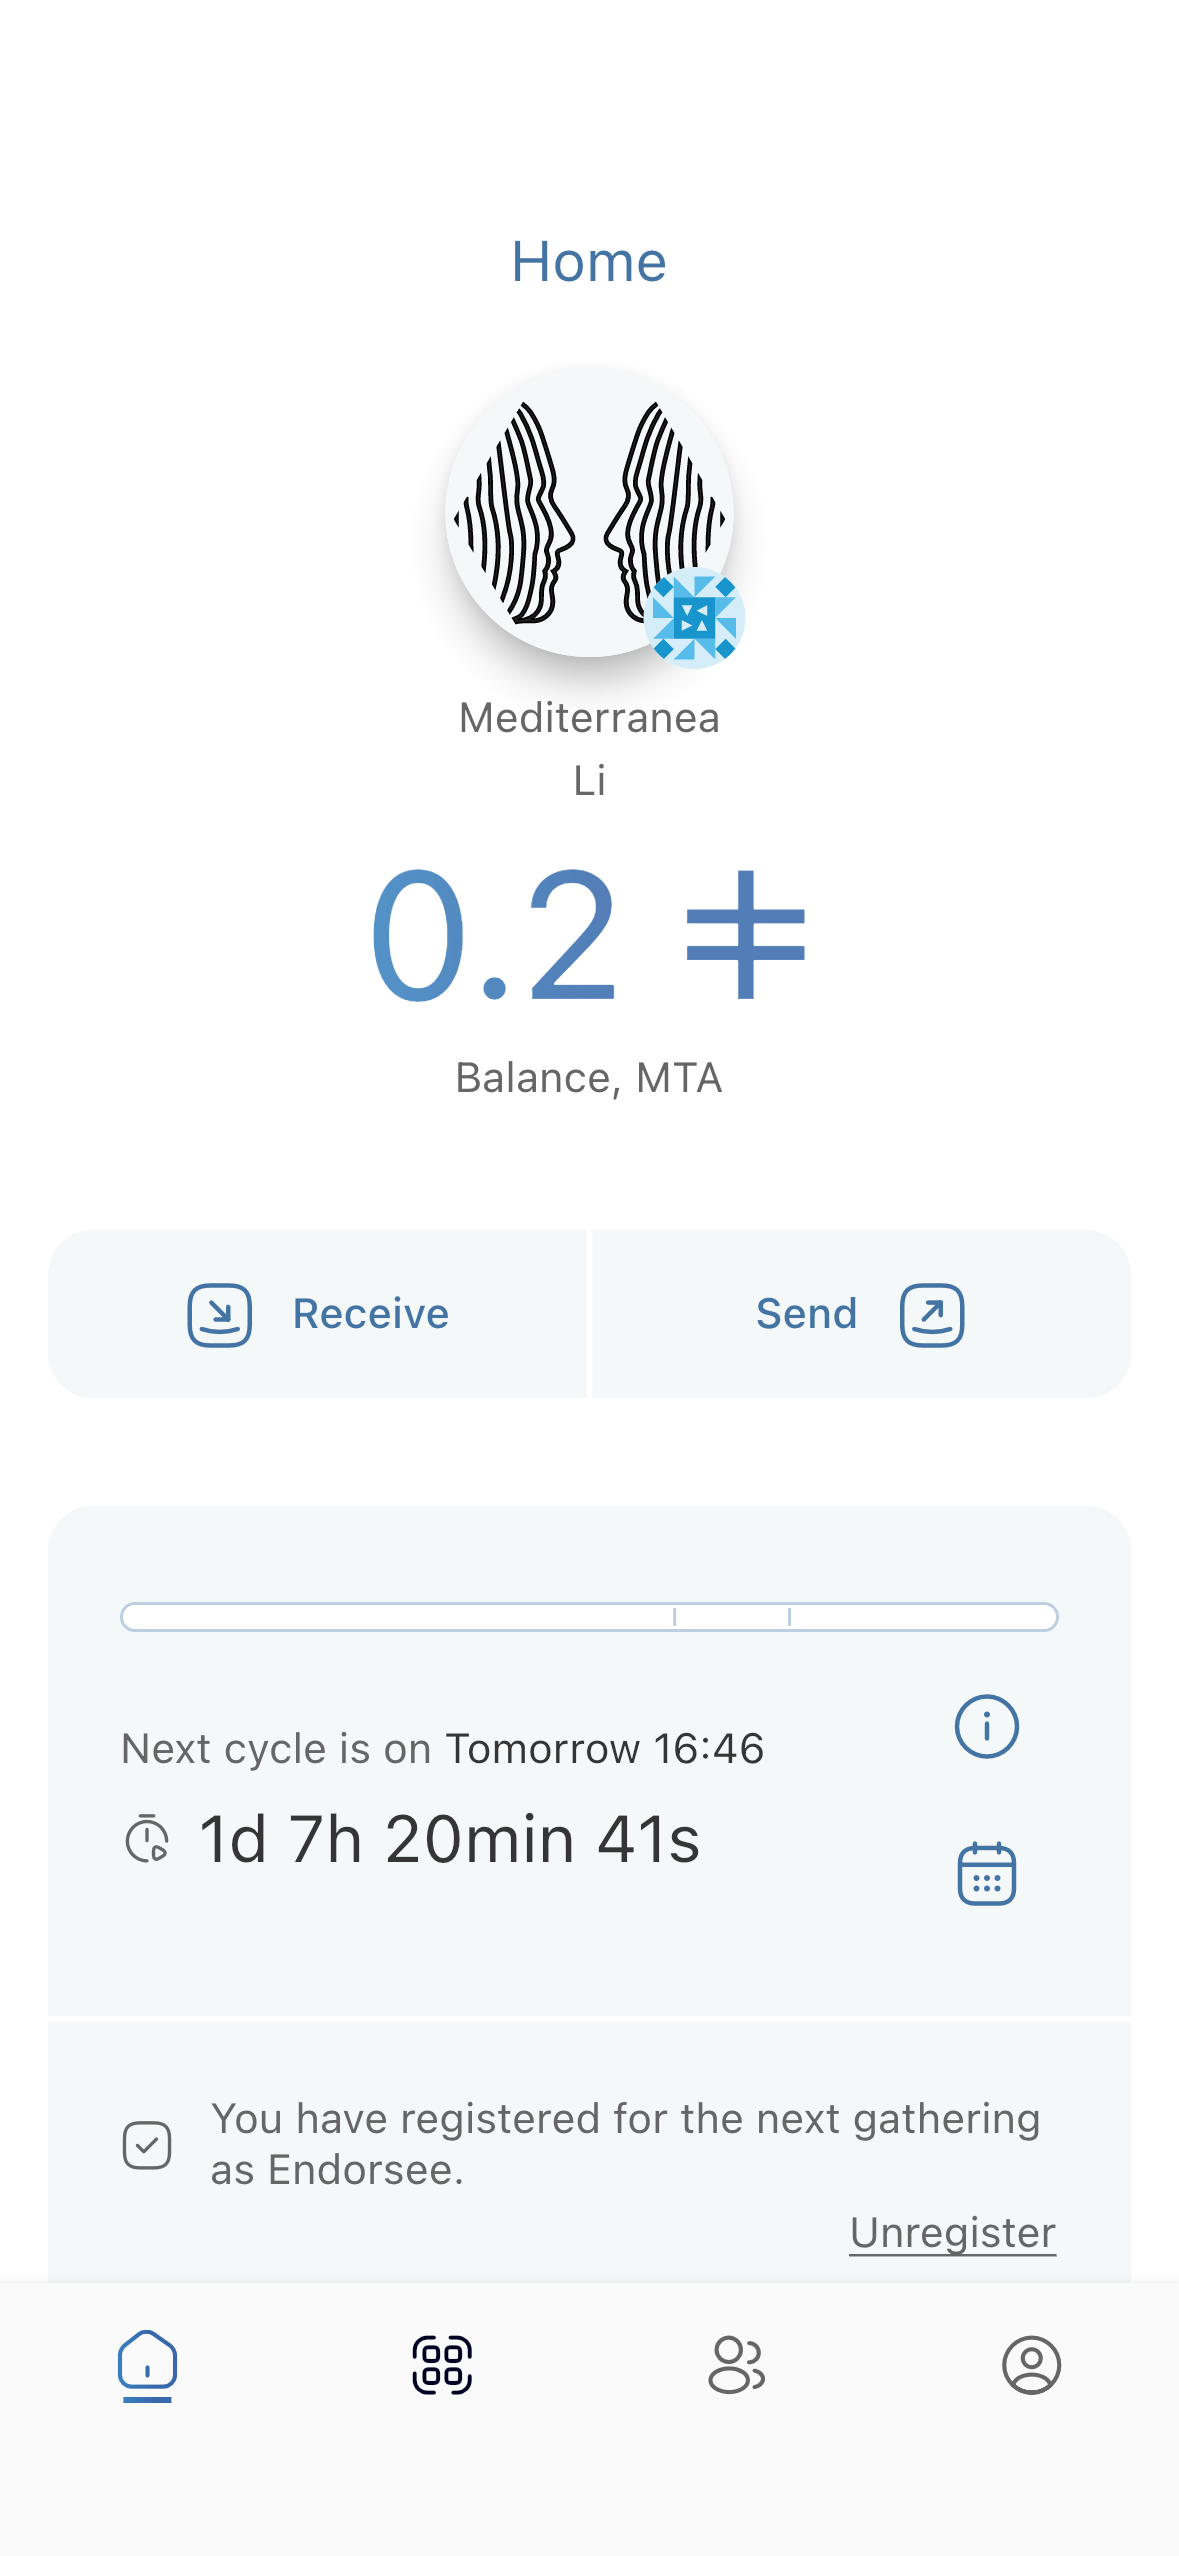 Home
Mediterranea
Li
0.2 ⧧
Balance, MTA
Receive
Send
Next cycle is on Tomorrow 16:46
1d 7h 20min 41s
You have registered for the next gathering
as Endorsee.
Unregister